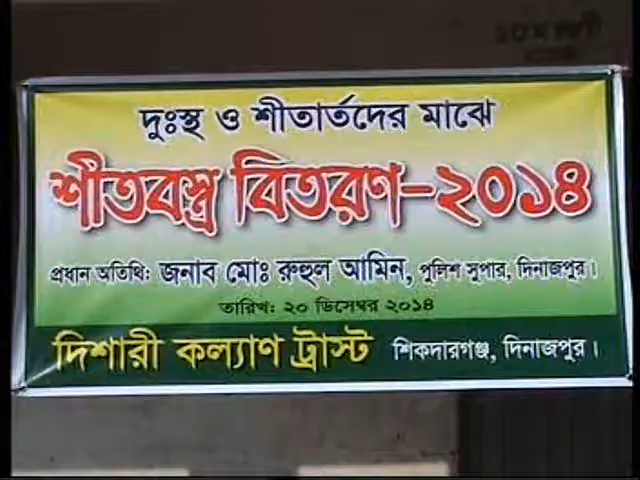 দুঃস্থ ও শীতার্তদের মাঝে
শীতবস্ত্র বিতরণ-২০১৪
প্রধান অতিথি: জনাব মোঃ রুহুল আমিন, পুলিশ সুপার, দিনাজপুর।
তারিখ: ২০ ডিসেম্বর ২০১৪
দিশারী কল্যাণ ট্রাস্ট শিকদারগঞ্জ, দিনাজপুর।